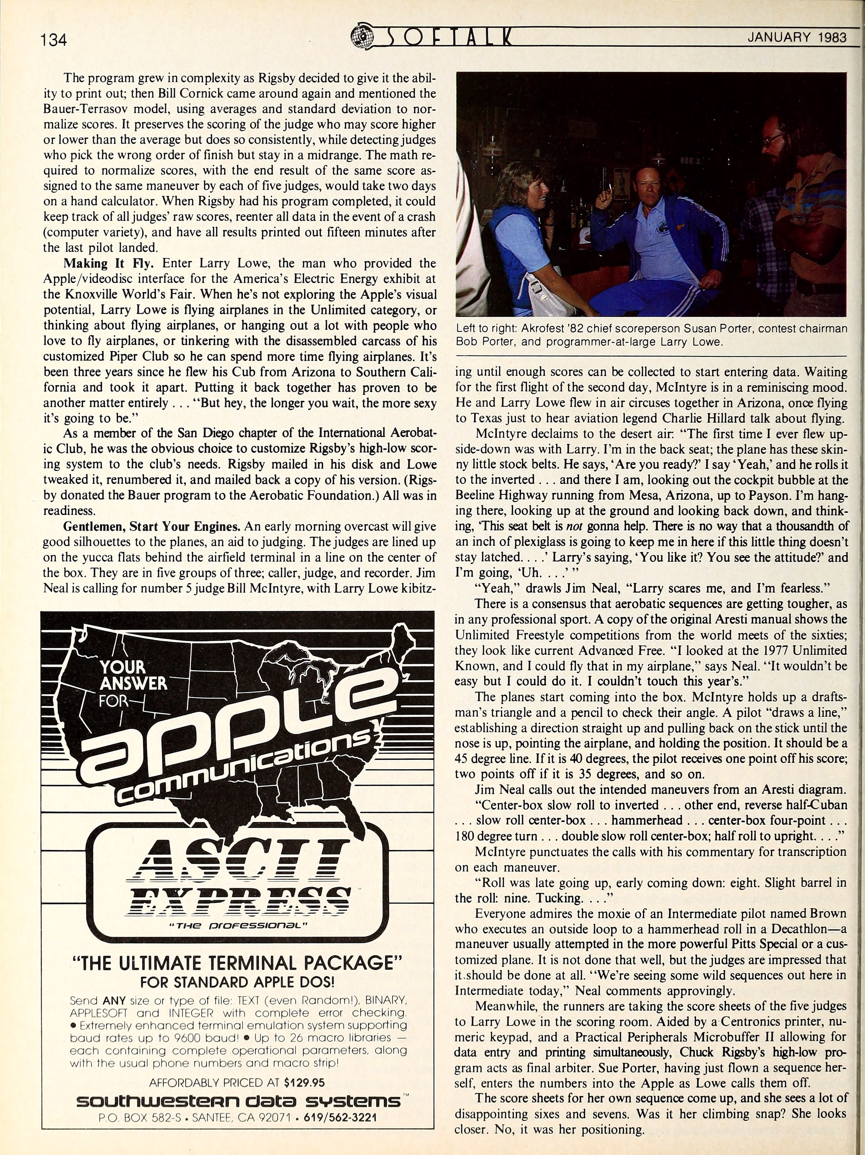 134
SOFTALK
JANUARY 1983
The program grew in complexity as Rigsby decided to give it the abil-
ity to print out; then Bill Cornick came around again and mentioned the
Bauer-Terrasov model, using averages and standard deviation to nor-
malize scores. It preserves the scoring of the judge who may score higher
or lower than the average but does so consistently, while detecting judges
who pick the wrong order of finish but stay in a midrange. The math re-
quired to normalize scores, with the end result of the same score as-
signed to the same maneuver by each of five judges, would take two days
on a hand calculator. When Rigsby had his program completed, it could
keep track of all judges' raw scores, reenter all data in the event of a crash
(computer variety), and have all results printed out fifteen minutes after
the last pilot landed.
Making It Fly. Enter Larry Lowe, the man who provided the
Apple/videodisc interface for the America's Electric Energy exhibit at
the Knoxville World's Fair. When he's not exploring the Apple's visual
potential, Larry Lowe is flying airplanes in the Unlimited category, or
thinking about flying airplanes, or hanging out a lot with people who
love to fly airplanes, or tinkering with the disassembled carcass of his
customized Piper Club so he can spend more time flying airplanes. It's
been three years since he flew his Cub from Arizona to Southern Cali-
fornia and took it apart. Putting it back together has proven to be
another matter entirely . . . "But hey, the longer you wait, the more sexy
it's going to be."
As a member of the San Diego chapter of the International Aerobat-
ic Club, he was the obvious choice to customize Rigsby's high-low scor-
ing system to the club's needs. Rigsby mailed in his disk and Lowe
tweaked it, renumbered it, and mailed back a copy of his version. (Rigs-
by donated the Bauer program to the Aerobatic Foundation.) All was in
readiness.
Gentlemen, Start Your Engines. An early morning overcast will give
good silhouettes to the planes, an aid to judging. The judges are lined up
on the yucca flats behind the airfield terminal in a line on the center of
the box. They are in five groups of three; caller, judge, and recorder. Jim
Neal is calling for number 5 judge Bill McIntyre, with Larry Lowe kibitz-
YOUR
ANSWER
FOR
apple
communications
ASCII
EXPRESS
"THE professional"
"THE ULTIMATE TERMINAL PACKAGE"
FOR STANDARD APPLE DOS!
Send ANY size or type of file: TEXT (even Random!), BINARY,
APPLESOFT and INTEGER with complete error checking.
• Extremely enhanced terminal emulation system supporting
baud rates up to 9600 baud! • Up to 26 macro libraries —
each containing complete operational parameters, along
with the usual phone numbers and macro strip!
AFFORDABLY PRICED AT $129.95
southwestern data systems™
P.O. BOX 582-S • SANTEE, CA 92071 • 619/562-3221
Left to right: Akrofest '82 chief scoreperson Susan Porter, contest chairman
Bob Porter, and programmer-at-large Larry Lowe.
ing until enough scores can be collected to start entering data. Waiting
for the first flight of the second day, McIntyre is in a reminiscing mood.
He and Larry Lowe flew in air circuses together in Arizona, once flying
to Texas just to hear aviation legend Charlie Hillard talk about flying.
McIntyre declaims to the desert air: "The first time I ever flew up-
side-down was with Larry. I'm in the back seat; the plane has these skin-
ny little stock belts. He says, 'Are you ready?' I say 'Yeah,' and he rolls it
to the inverted . . . and there I am, looking out the cockpit bubble at the
Beeline Highway running from Mesa, Arizona, up to Payson. I'm hang-
ing there, looking up at the ground and looking back down, and think-
ing, 'This seat belt is not gonna help. There is no way that a thousandth of
an inch of plexiglass is going to keep me in here if this little thing doesn't
stay latched. . . .' Larry's saying, 'You like it? You see the attitude?' and
I'm going, 'Uh. . . .' "
"Yeah," drawls Jim Neal, "Larry scares me, and I'm fearless."
There is a consensus that aerobatic sequences are getting tougher, as
in any professional sport. A copy of the original Aresti manual shows the
Unlimited Freestyle competitions from the world meets of the sixties;
they look like current Advanced Free. "I looked at the 1977 Unlimited
Known, and I could fly that in my airplane," says Neal. "It wouldn't be
easy but I could do it. I couldn't touch this year's."
The planes start coming into the box. McIntyre holds up a drafts-
man's triangle and a pencil to check their angle. A pilot "draws a line,"
establishing a direction straight up and pulling back on the stick until the
nose is up, pointing the airplane, and holding the position. It should be a
45 degree line. If it is 40 degrees, the pilot receives one point off his score;
two points off if it is 35 degrees, and so on.
Jim Neal calls out the intended maneuvers from an Aresti diagram.
"Center-box slow roll to inverted . . . other end, reverse half-Cuban
. . . slow roll center-box . . . hammerhead . . . center-box four-point . . .
180 degree turn . . . double slow roll center-box; half roll to upright. . . ."
McIntyre punctuates the calls with his commentary for transcription
on each maneuver.
"Roll was late going up, early coming down: eight. Slight barrel in
the roll: nine. Tucking. . . ."
Everyone admires the moxie of an Intermediate pilot named Brown
who executes an outside loop to a hammerhead roll in a Decathlon—a
maneuver usually attempted in the more powerful Pitts Special or a cus-
tomized plane. It is not done that well, but the judges are impressed that
it should be done at all. "We're seeing some wild sequences out here in
Intermediate today," Neal comments approvingly.
Meanwhile, the runners are taking the score sheets of the five judges
to Larry Lowe in the scoring room. Aided by a Centronics printer, nu-
meric keypad, and a Practical Peripherals Microbuffer II allowing for
data entry and printing simultaneously, Chuck Rigsby's high-low pro-
gram acts as final arbiter. Sue Porter, having just flown a sequence her-
self, enters the numbers into the Apple as Lowe calls them off.
The score sheets for her own sequence come up, and she sees a lot of
disappointing sixes and sevens. Was it her climbing snap? She looks
closer. No, it was her positioning.